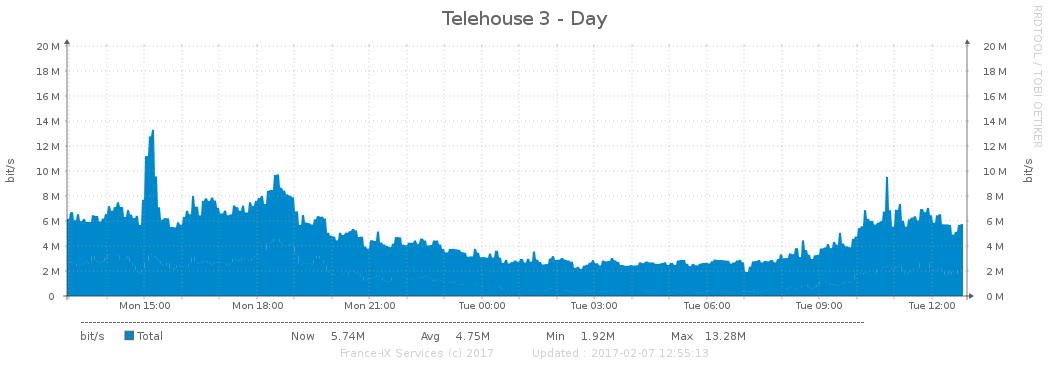 Telehouse 3 - Day
RRDTOOL / TOBI OETIKER
bit/s
20 M 20 M
18 M 18 M
16 M 16 M
14 M 14 M
12 M 12 M
10 M 10 M
8 M 8 M
6 M 6 M
4 M 4 M
2 M 2 M
0 0 M
bit/s
Mon 15:00 Mon 18:00 Mon 21:00 Tue 00:00 Tue 03:00 Tue 06:00 Tue 09:00 Tue 12:00
bit/s Total Now 5.74M Avg 4.75M Min 1.92M Max 13.28M
France-IX Services (c) 2017 Updated : 2017-02-07 12:55:13